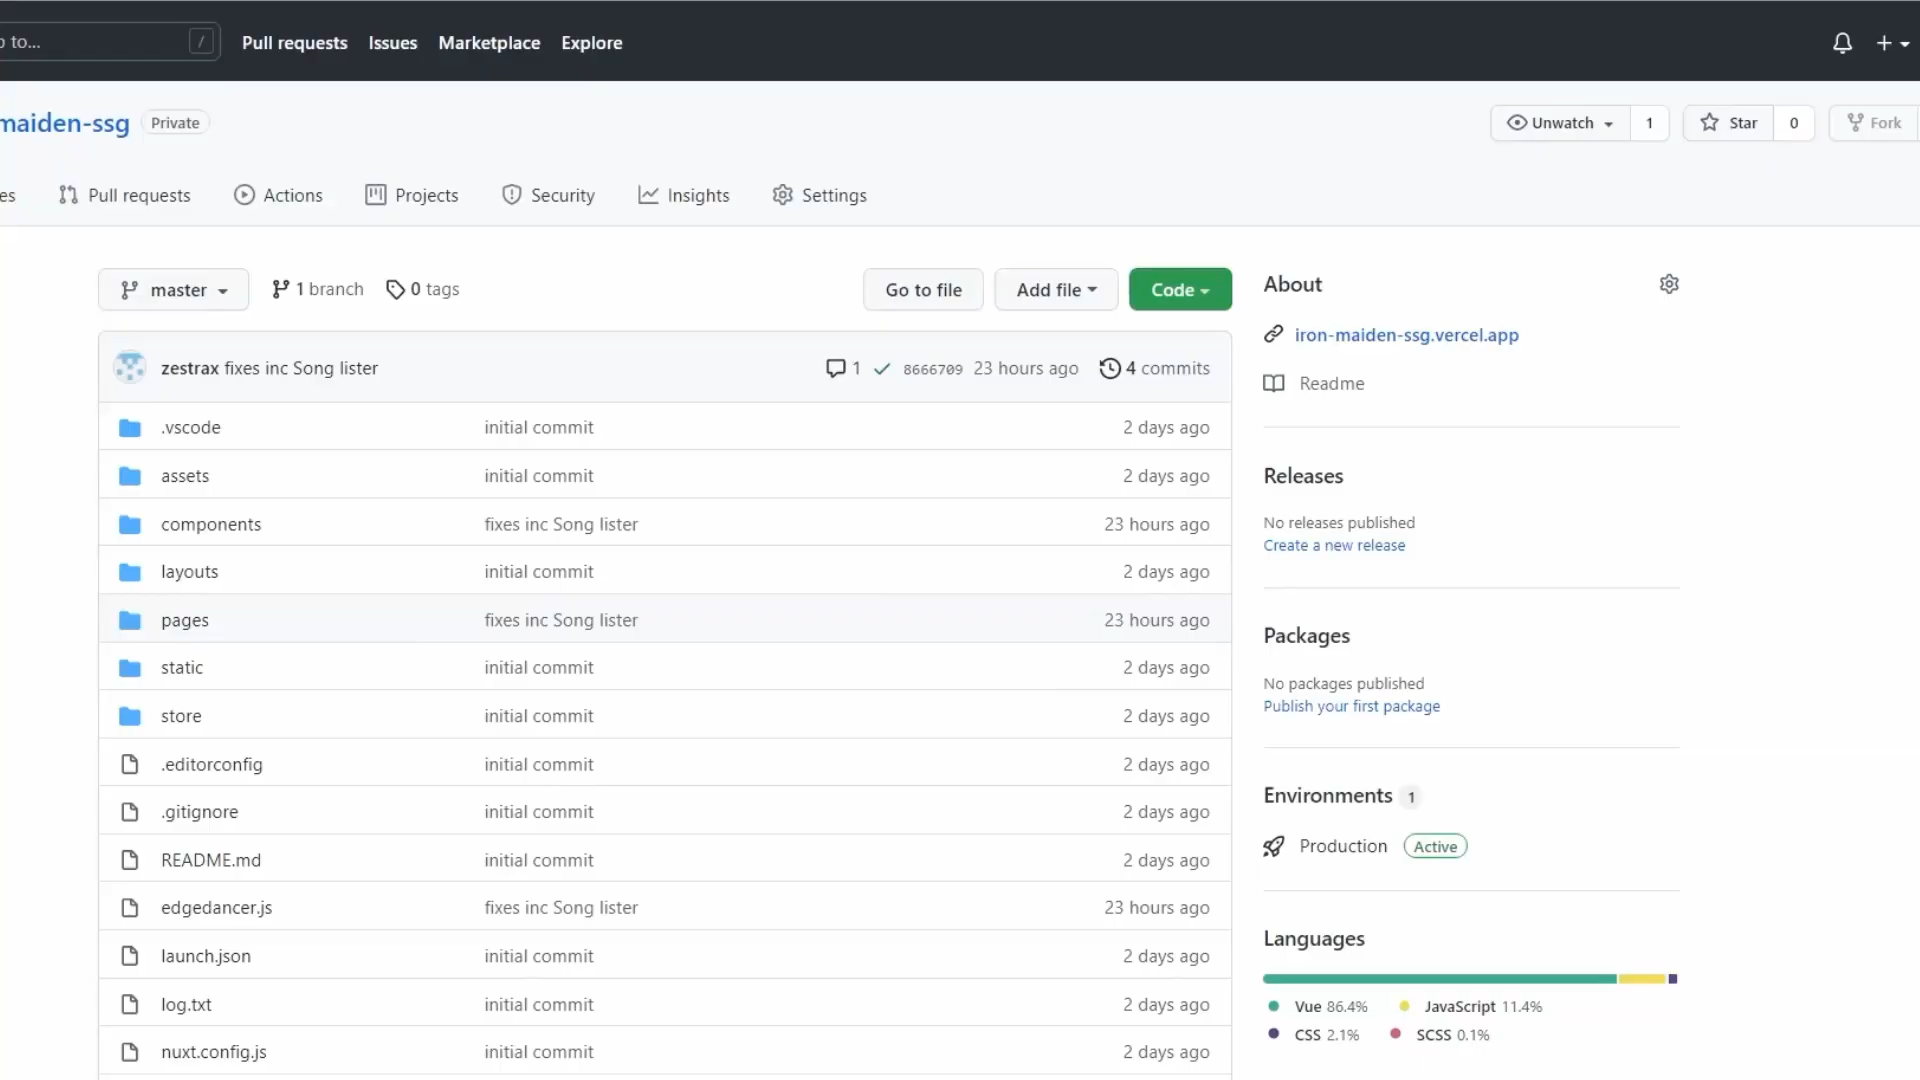 to... / Pull requests Issues Marketplace Explore
maiden-ssg Private Unwatch 1 Star 0 Fork
es Pull requests Actions Projects Security Insights Settings
master 1 branch 0 tags Go to file Add file Code
zestrax fixes inc Song lister 1 8666709 23 hours ago 4 commits
.vscode initial commit 2 days ago
assets initial commit 2 days ago
components fixes inc Song lister 23 hours ago
layouts initial commit 2 days ago
pages fixes inc Song lister 23 hours ago
static initial commit 2 days ago
store initial commit 2 days ago
.editorconfig initial commit 2 days ago
.gitignore initial commit 2 days ago
README.md initial commit 2 days ago
edgedancer.js fixes inc Song lister 23 hours ago
launch.json initial commit 2 days ago
log.txt initial commit 2 days ago
nuxt.config.js initial commit 2 days ago
About
iron-maiden-ssg.vercel.app
Readme
Releases
No releases published
Create a new release
Packages
No packages published
Publish your first package
Environments 1
Production Active
Languages
Vue 86.4% JavaScript 11.4%
CSS 2.1% SCSS 0.1%